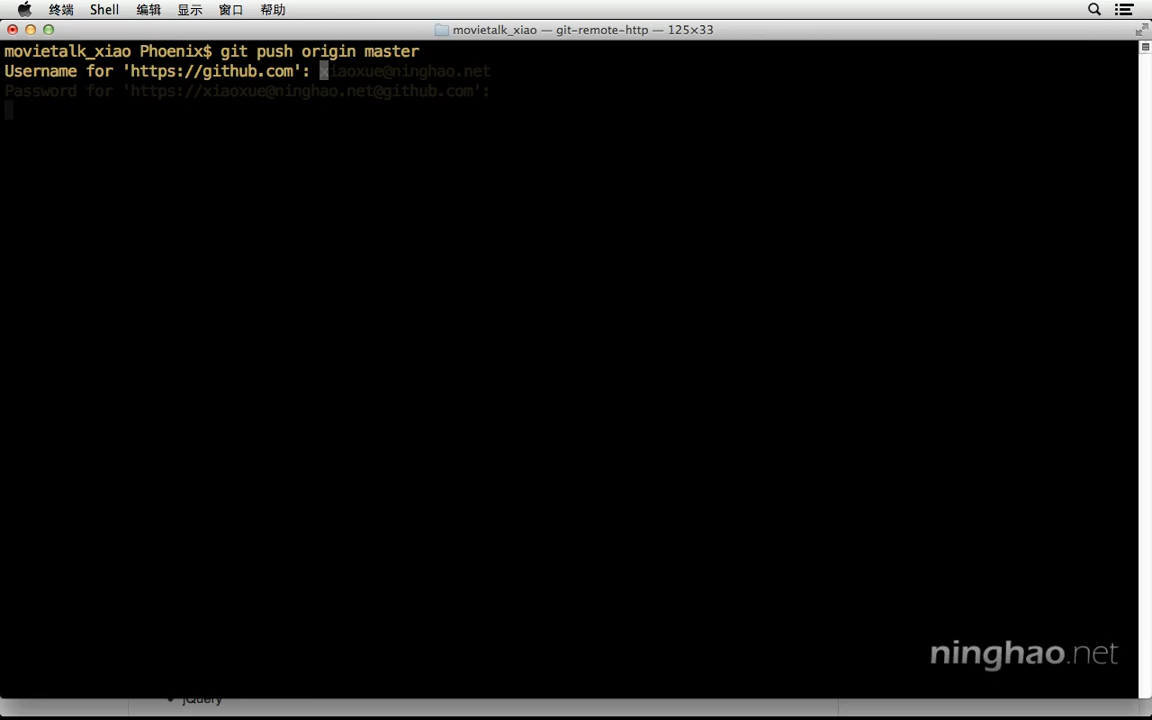 终端 Shell 编辑 显示 窗口 帮助
movietalk_xiao — git-remote-http — 125×33
movietalk_xiao Phoenix$ git push origin master
Username for 'https://github.com': xiaoxue@ninghao.net
Password for 'https://xiaoxue@ninghao.net@github.com':
ninghao.net
jQuery